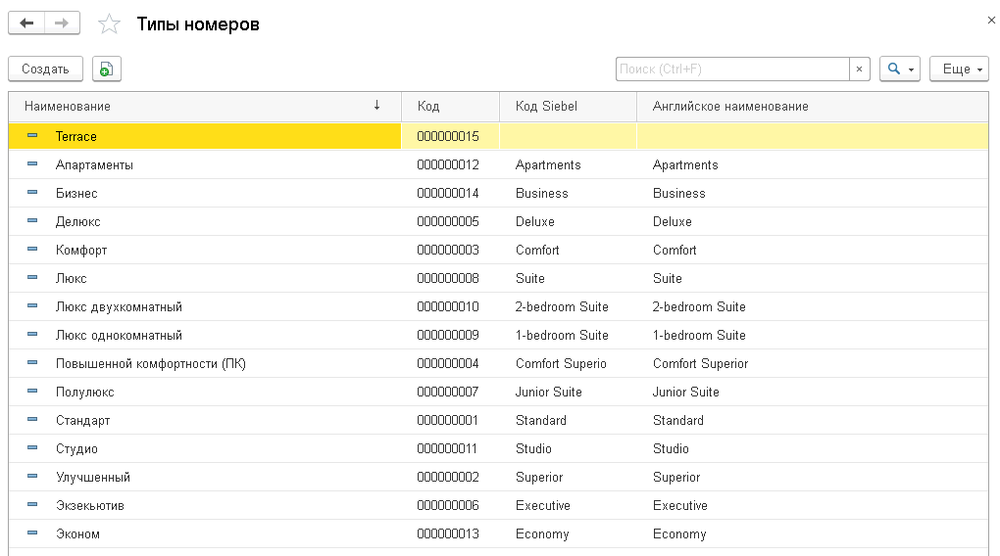 Типы номеров
×
Создать
Поиск (Ctrl+F)
×
Еще
Наименование ↓ Код Код Siebel Английское наименование
Terrace 000000015
Апартаменты 000000012 Apartments Apartments
Бизнес 000000014 Business Business
Делюкс 000000005 Deluxe Deluxe
Комфорт 000000003 Comfort Comfort
Люкс 000000008 Suite Suite
Люкс двухкомнатный 000000010 2-bedroom Suite 2-bedroom Suite
Люкс однокомнатный 000000009 1-bedroom Suite 1-bedroom Suite
Повышенной комфортности (ПК) 000000004 Comfort Superio Comfort Superior
Полулюкс 000000007 Junior Suite Junior Suite
Стандарт 000000001 Standard Standard
Студио 000000011 Studio Studio
Улучшенный 000000002 Superior Superior
Экзекьютив 000000006 Executive Executive
Эконом 000000013 Economy Economy